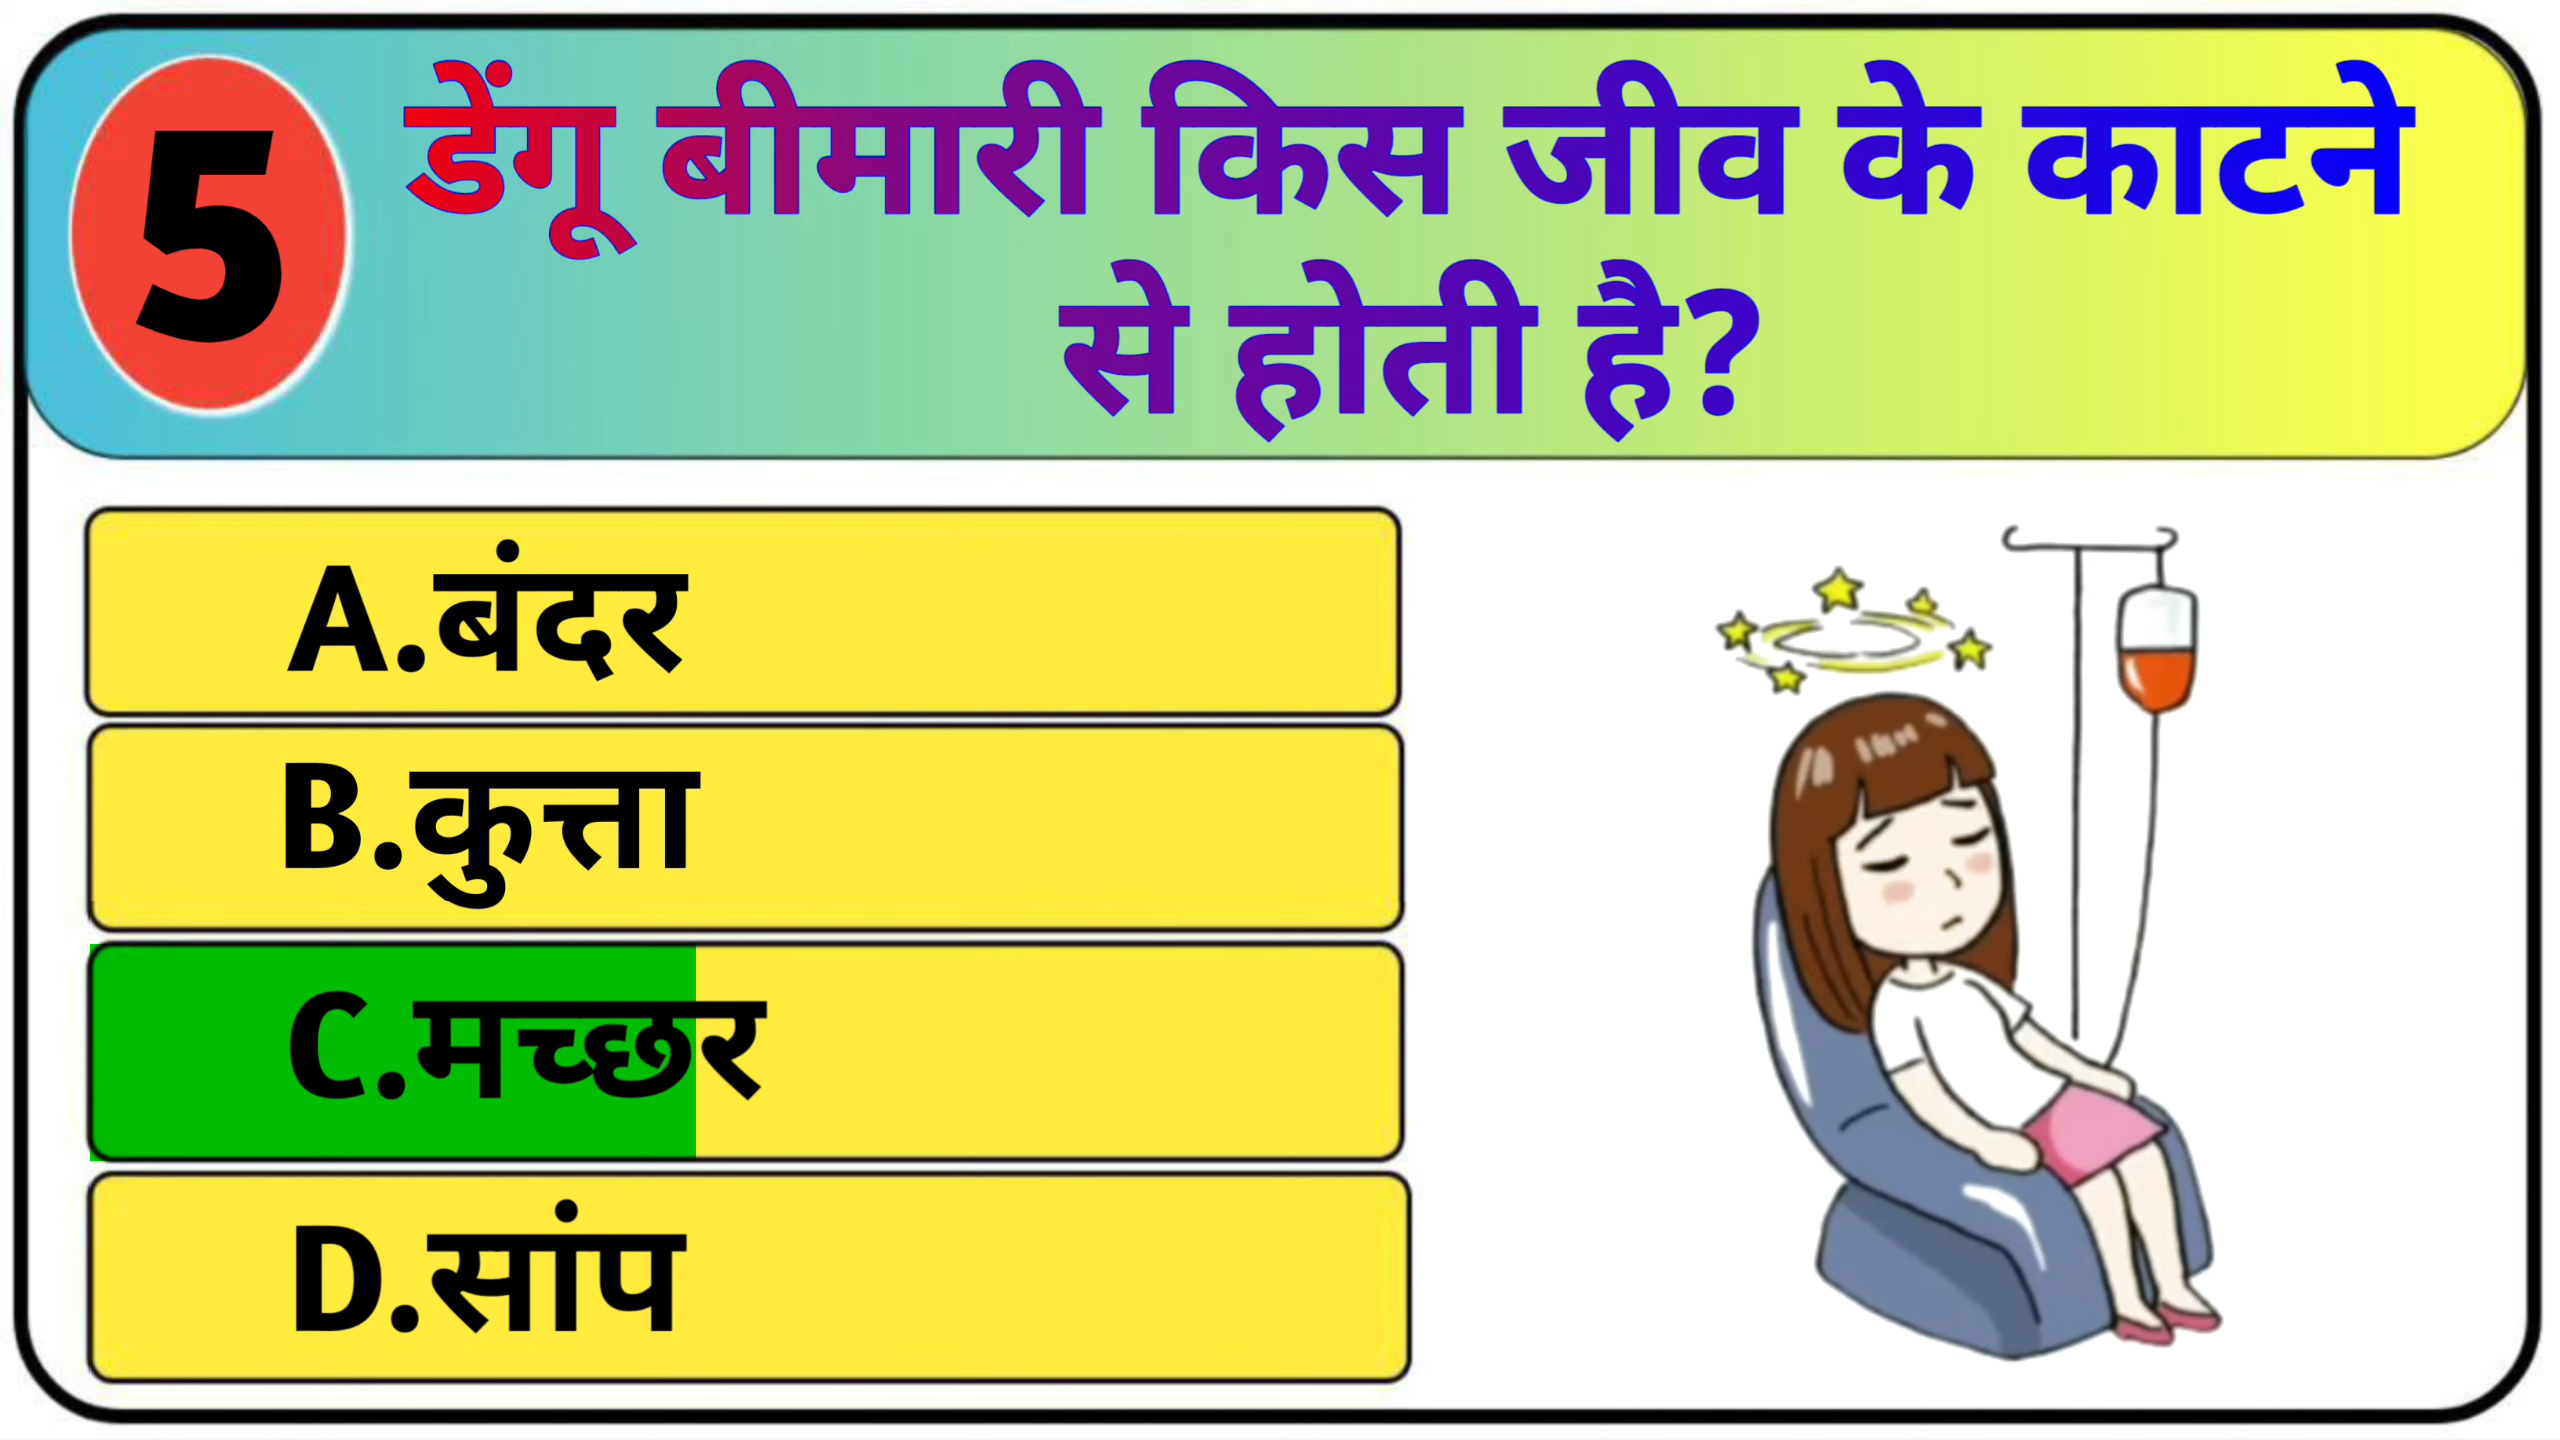 5
डेंगू बीमारी किस जीव के काटने
से होती है?
A.बंदर
B.कुत्ता
C.मच्छर
D.सांप